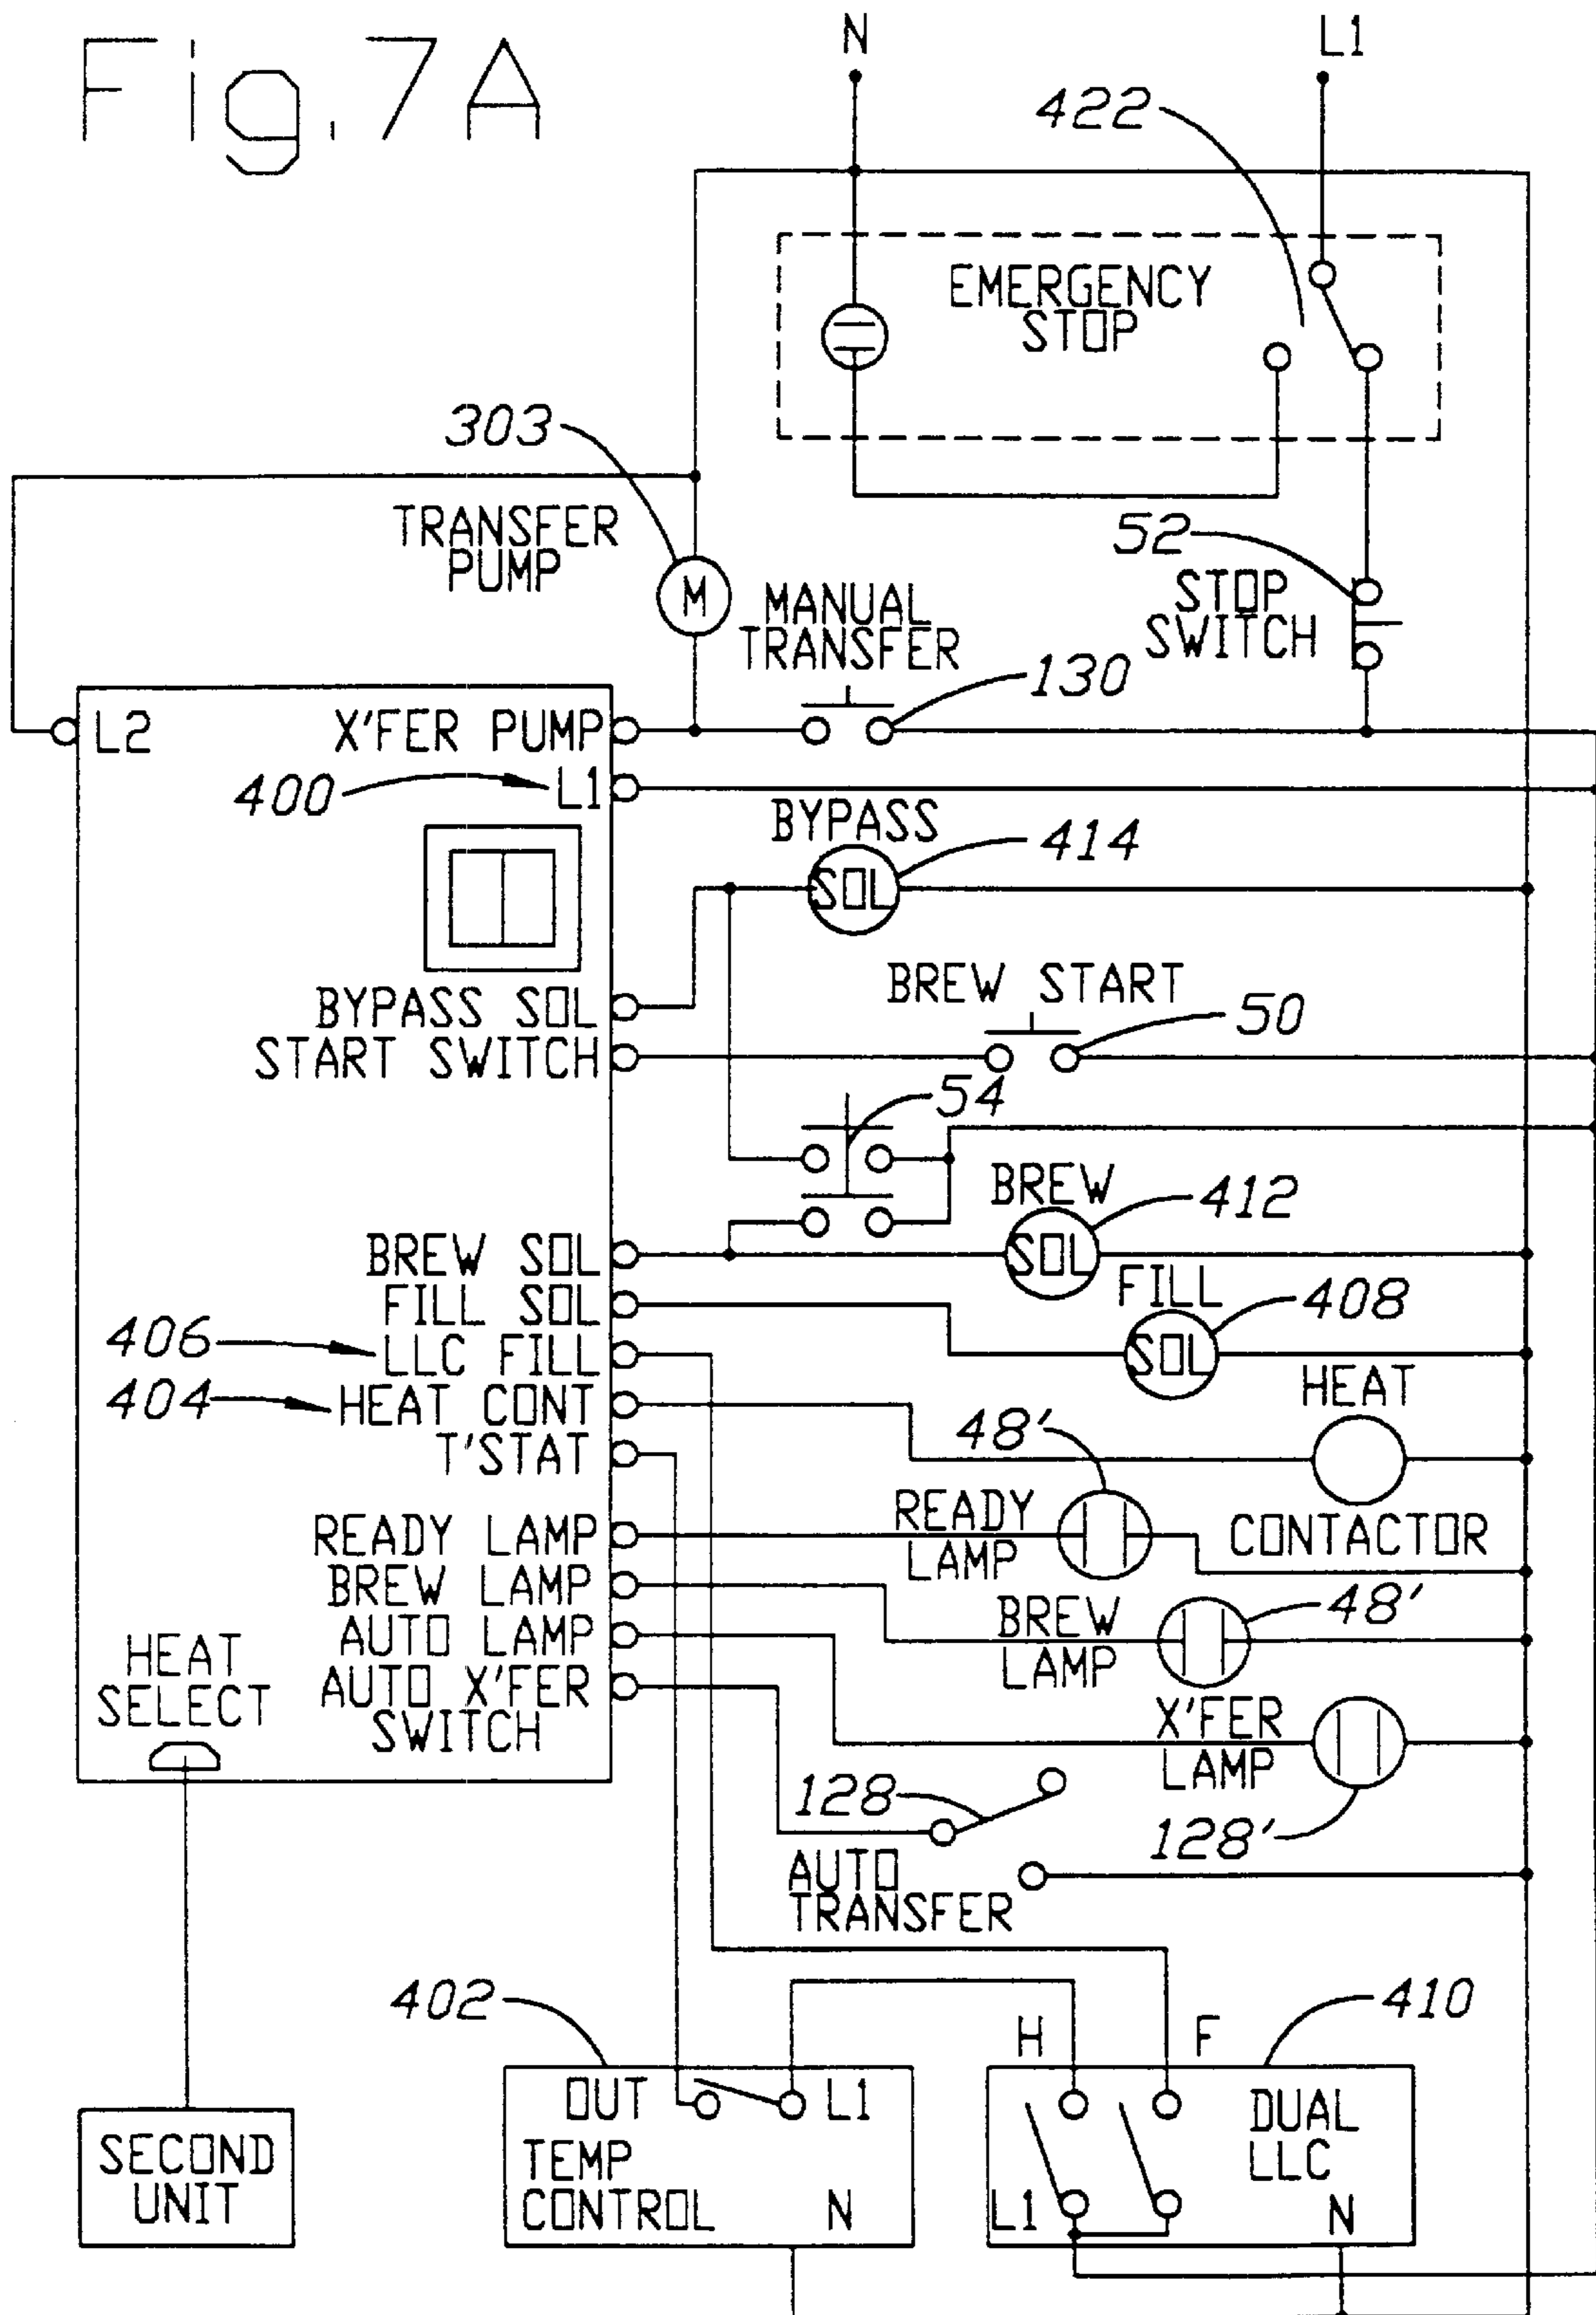 Fig. 7A
N
L1
422
EMERGENCY
STOP
303
TRANSFER
PUMP
M
52
STOP
SWITCH
MANUAL
TRANSFER
130
L2
X'FER PUMP
400
L1
BYPASS
414
SOL
BREW START
BYPASS SOL
50
START SWITCH
54
BREW
412
BREW SOL
SOL
FILL
FILL SOL
408
406
LLC FILL
SOL
HEAT
404
HEAT CONT
48'
T'STAT
READY
LAMP
READY LAMP
CONTACTOR
BREW LAMP
BREW
LAMP
48'
AUTO LAMP
HEAT
SELECT
AUTO X'FER
SWITCH
X'FER
LAMP
128
128'
AUTO
TRANSFER
402
H
F
410
OUT
L1
TEMP
CONTROL
N
DUAL
LLC
L1
N
SECOND
UNIT